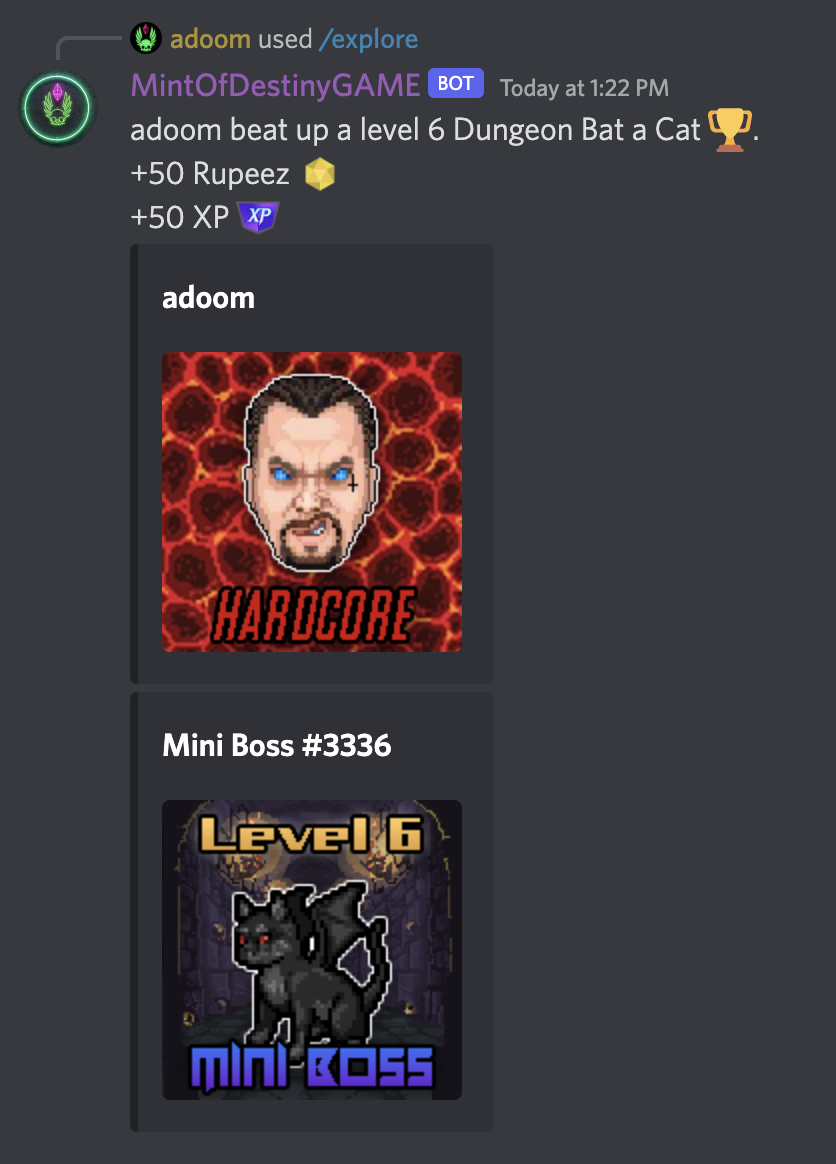 adoom used /explore
MintOfDestinyGAME BOT Today at 1:22 PM
adoom beat up a level 6 Dungeon Bat a Cat 🏆.
+50 Rupeez
+50 XP XP
adoom
HARDCORE
Mini Boss #3336
Level 6
MINI BOSS